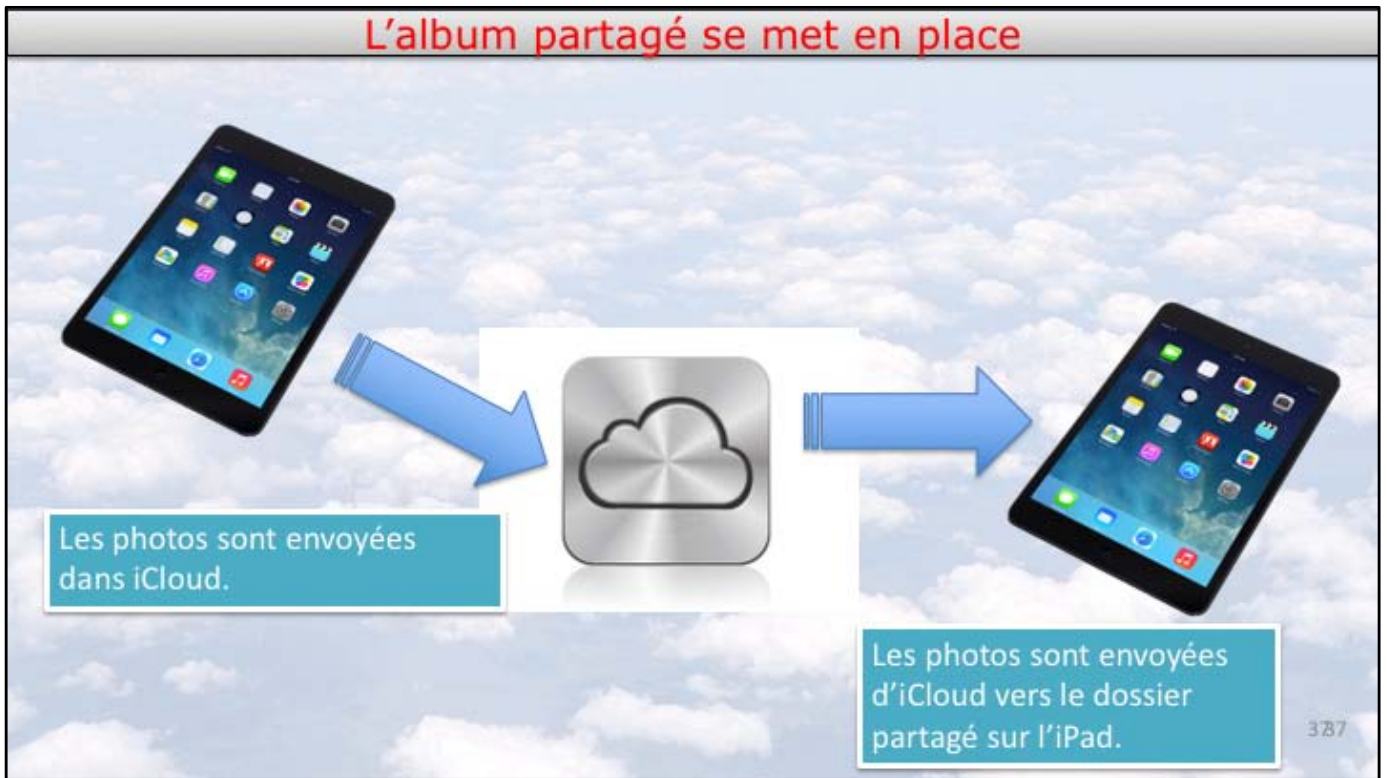 L'album partagé se met en place
Les photos sont envoyées
dans iCloud.
Les photos sont envoyées
d'iCloud vers le dossier
partagé sur l'iPad.